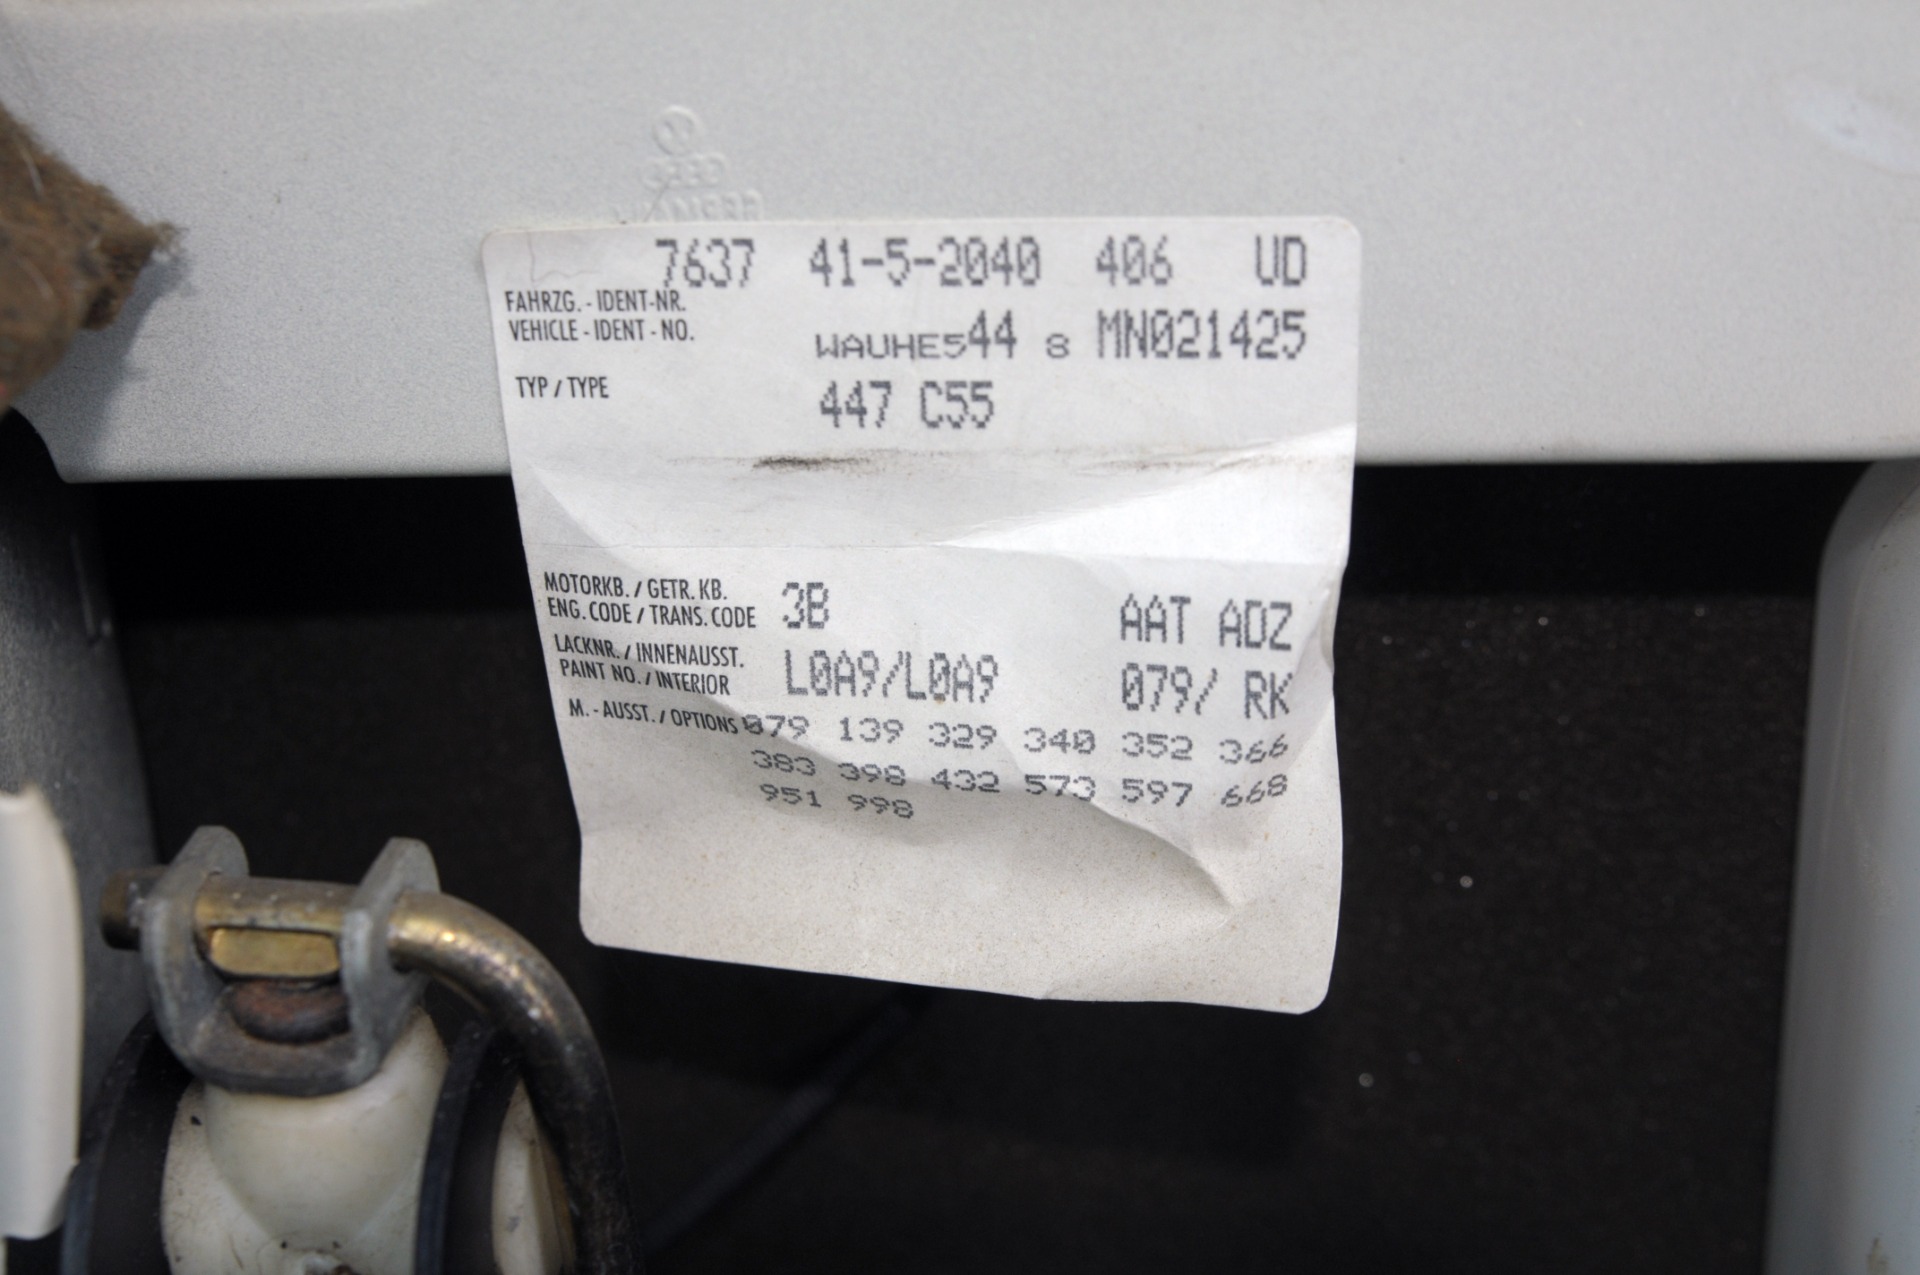 7637 41-5-2040 406 UD
FAHRZG. - IDENT-NR.
VEHICLE - IDENT - NO. WAUHE544 8 MN021425
TYP / TYPE 447 C55
MOTORKB. / GETR. KB.
ENG. CODE / TRANS. CODE 3B AAT ADZ
LACKNR. / INNENAUSST.
PAINT NO. / INTERIOR L0A9/L0A9 079/ RK
M. - AUSST. / OPTIONS 079 139 329 340 352 366
383 398 432 573 597 668
951 998